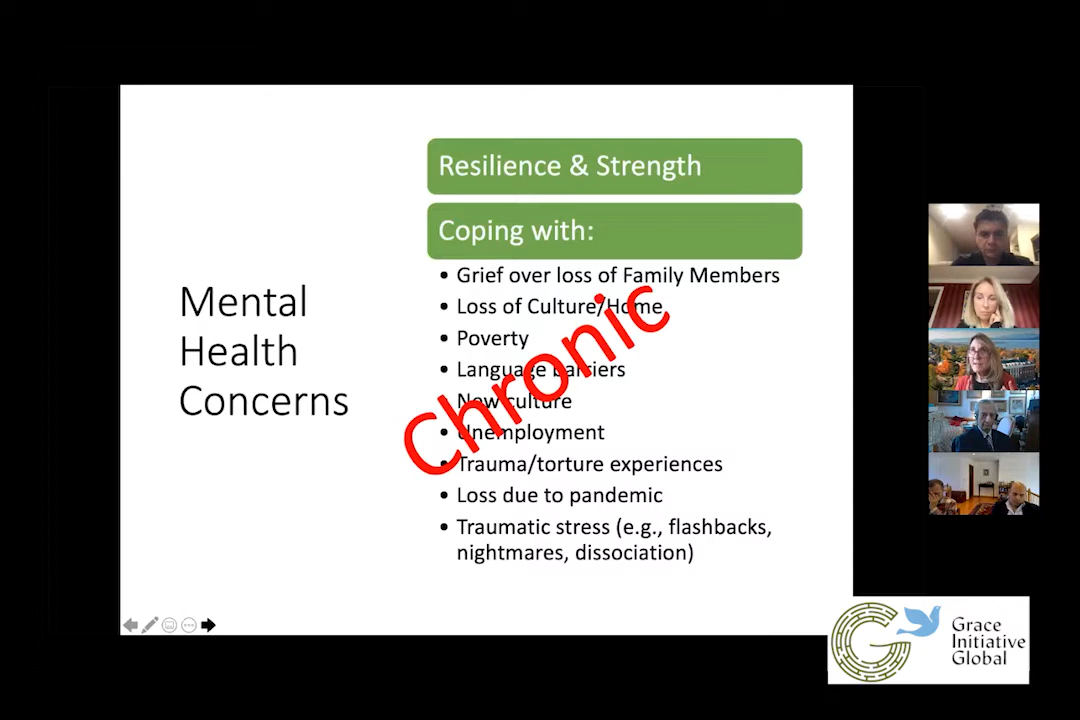 Mental
Health
Concerns
Resilience & Strength
Coping with:
• Grief over loss of Family Members
• Loss of Culture/Home
• Poverty
• Language barriers
• New culture
• Unemployment
• Trauma/torture experiences
• Loss due to pandemic
• Traumatic stress (e.g., flashbacks,
nightmares, dissociation)
Chronic
Grace
Initiative
Global